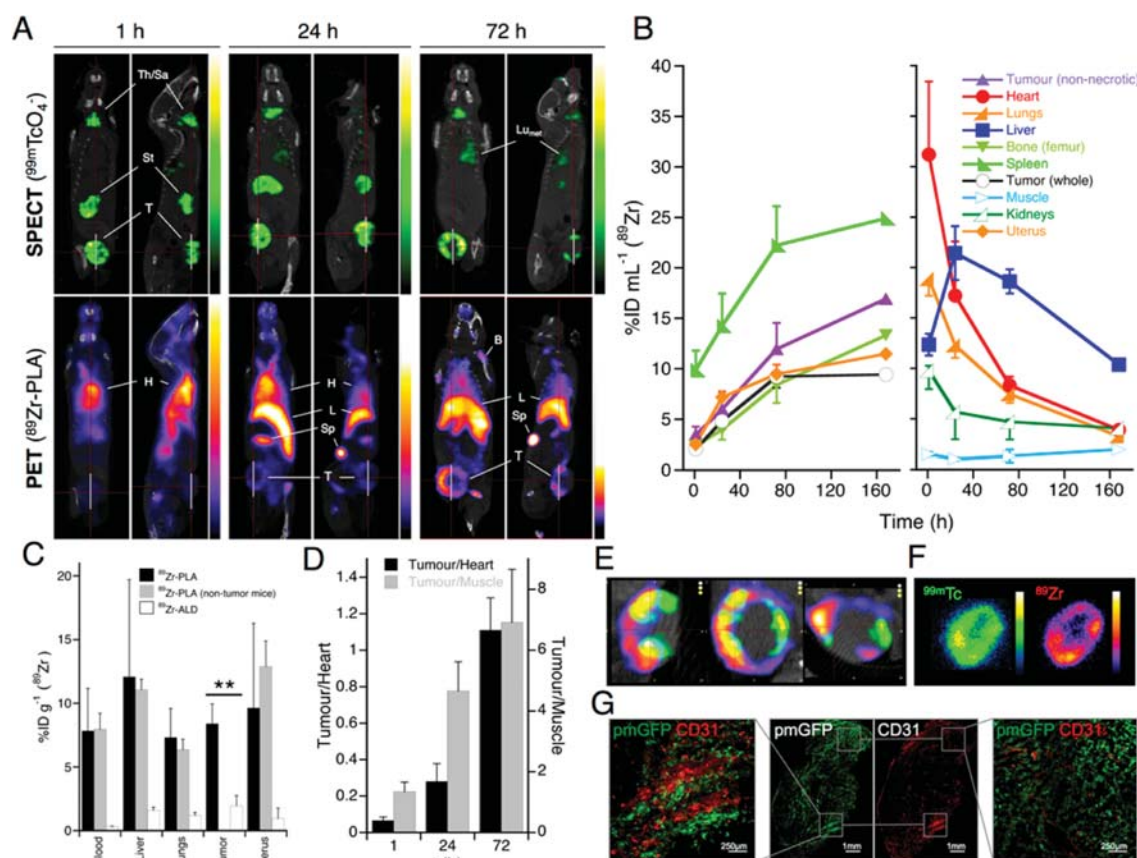 A
1 h
24 h
72 h
SPECT (99mTcO4-)
Th/Sa
St
T
Lumet
PET (89Zr-PLA)
H
H
L
Sp
T
B
L
Sp
T
B
40
35
30
25
20
15
10
5
0
%ID mL-1 (89Zr)
0 40 80 120 160
0 40 80 120 160
Time (h)
Tumour (non-necrotic)
Heart
Lungs
Liver
Bone (femur)
Spleen
Tumor (whole)
Muscle
Kidneys
Uterus
C
20
15
10
5
0
%ID g-1 (89Zr)
89Zr-PLA
89Zr-PLA (non-tumor mice)
89Zr-ALD
**
D
Tumour/Heart
Tumour/Muscle
1.4
1.2
1
0.8
0.6
0.4
0.2
0
Tumour/Heart
8
6
4
2
0
Tumour/Muscle
1 24 72
E
F
99mTc
89Zr
G
pmGFP CD31
250µm
pmGFP
1mm
CD31
1mm
pmGFP CD31
250µm